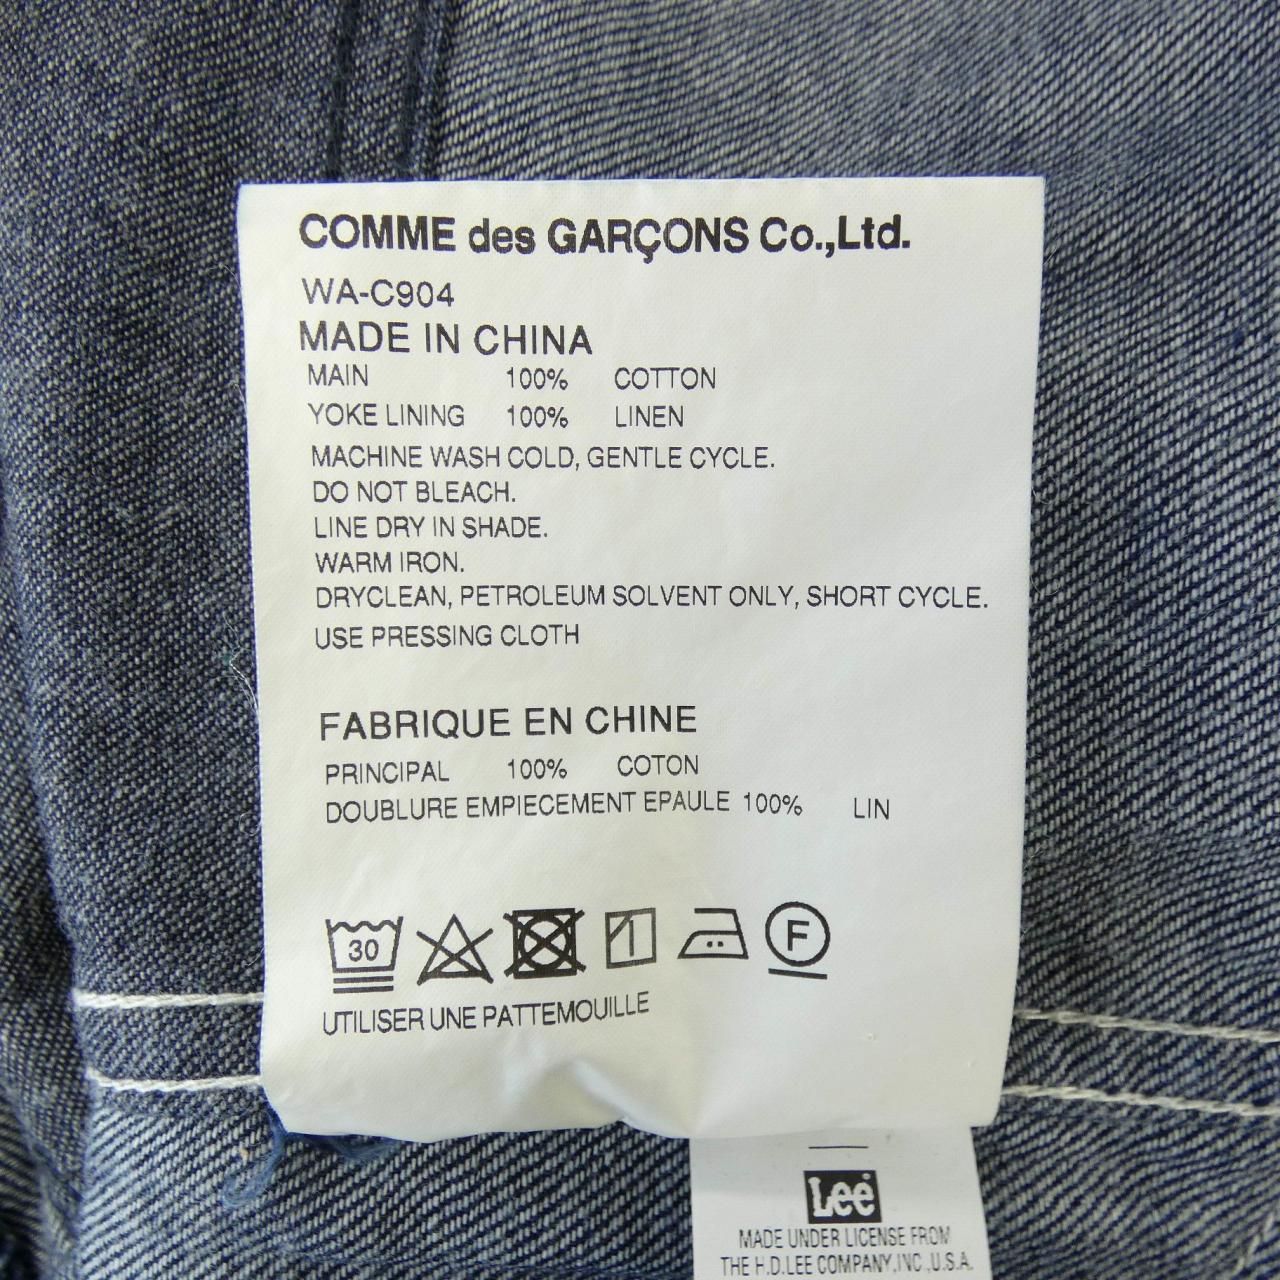 COMME des GARÇONS Co.,Ltd.
WA-C904
MADE IN CHINA
MAIN 100% COTTON
YOKE LINING 100% LINEN
MACHINE WASH COLD, GENTLE CYCLE.
DO NOT BLEACH.
LINE DRY IN SHADE.
WARM IRON.
DRYCLEAN, PETROLEUM SOLVENT ONLY, SHORT CYCLE.
USE PRESSING CLOTH
FABRIQUE EN CHINE
PRINCIPAL 100% COTON
DOUBLURE EMPIECEMENT EPAULE 100% LIN
30 F
UTILISER UNE PATTEMOUILLE
Lee
MADE UNDER LICENSE FROM
THE H.D.LEE COMPANY,INC.,U.S.A.